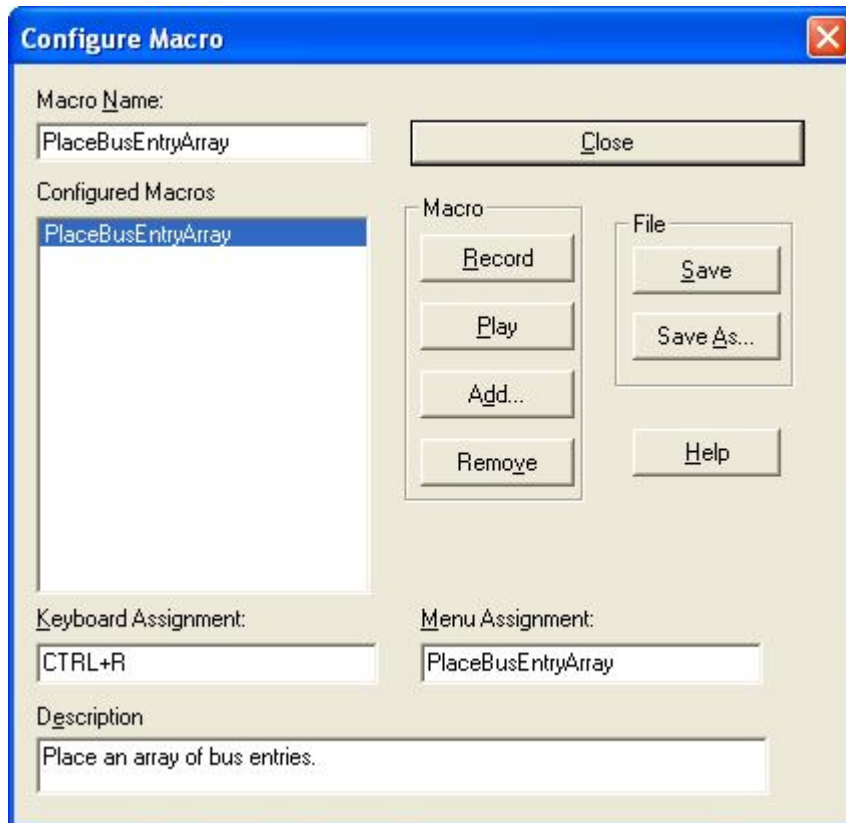 Configure Macro
Macro Name:
PlaceBusEntryArray
Close
Configured Macros
PlaceBusEntryArray
Macro
Record
Play
Add...
Remove
File
Save
Save As...
Help
Keyboard Assignment:
CTRL+R
Menu Assignment:
PlaceBusEntryArray
Description
Place an array of bus entries.